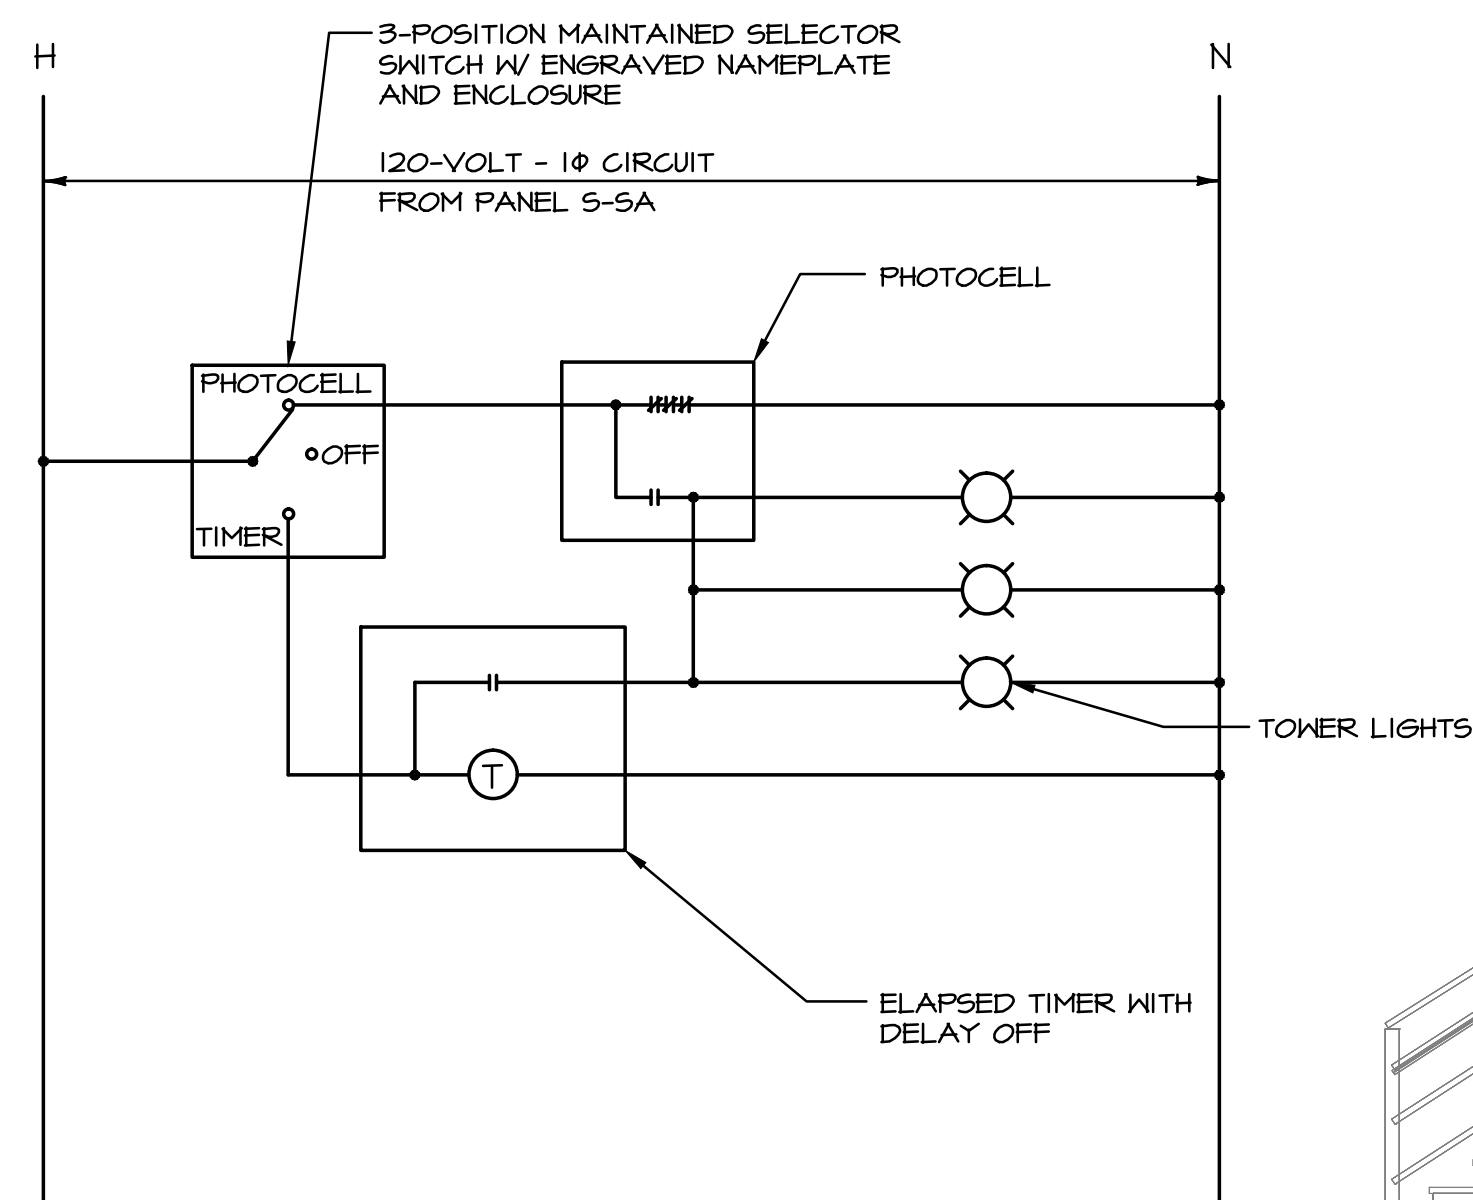 H
3-POSITION MAINTAINED SELECTOR
SWITCH W/ ENGRAVED NAMEPLATE
AND ENCLOSURE
N
120-VOLT - 1Φ CIRCUIT
FROM PANEL S-SA
PHOTOCELL
PHOTOCELL
OFF
TIMER
TOWER LIGHTS
T
ELAPSED TIMER WITH
DELAY OFF